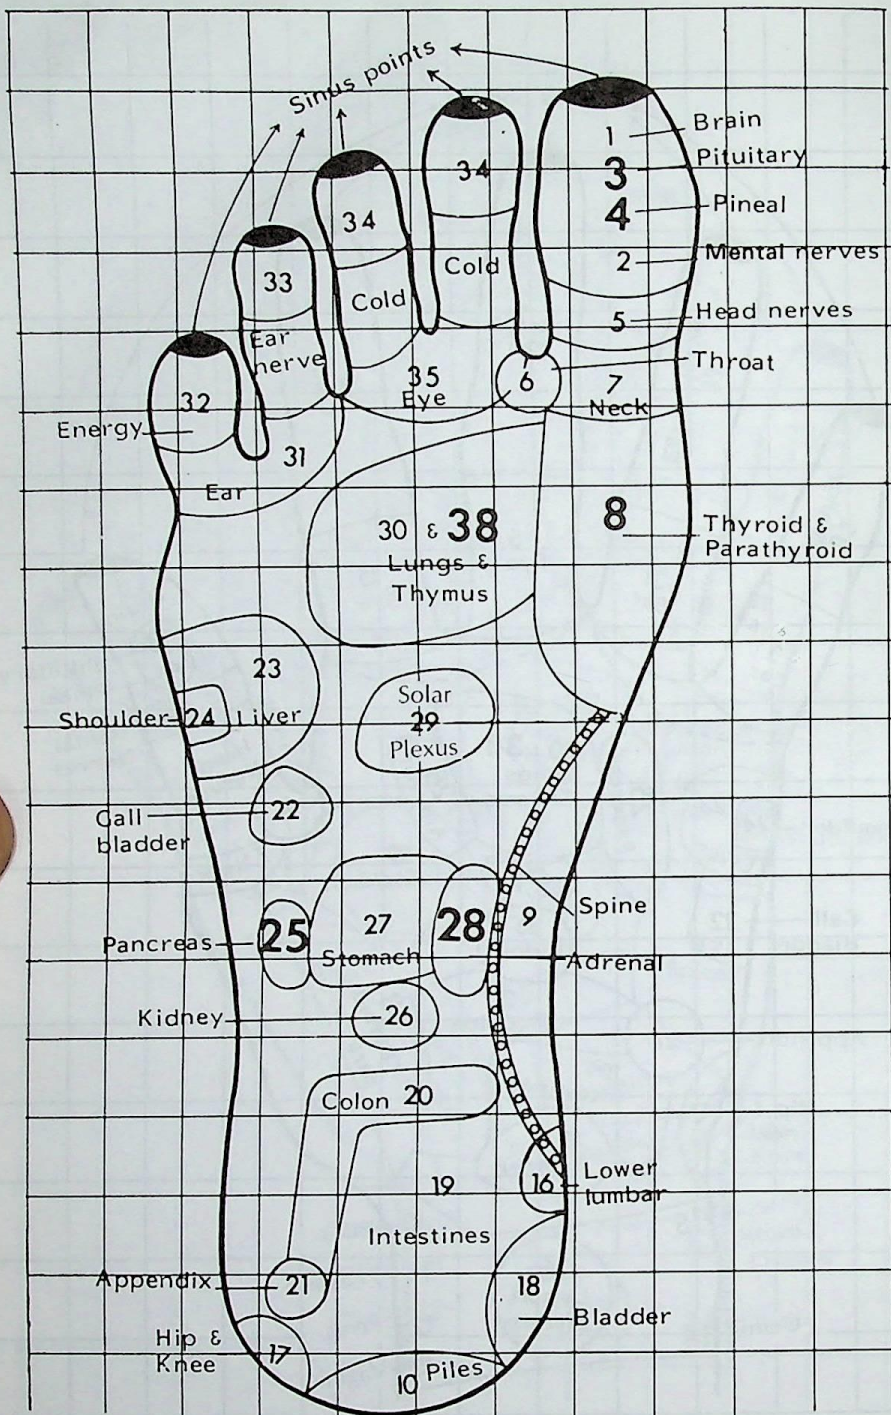 Sinus points
1 Brain
3 Pituitary
34
4 Pineal
34
2 Mental nerves
Cold
33
Cold
5 Head nerves
Ear
nerve
Throat
35
6
7
Eye
Neck
32
Energy
31
Ear
30 & 38
8
Thyroid &
Parathyroid
Lungs &
Thymus
23
Solar
Shoulder 24 Liver
29
Plexus
22
Gall
bladder
Spine
9
27
28
25
Pancreas
Stomach
Adrenal
Kidney 26
Colon 20
Lower
lumbar
16
19
Intestines
Appendix 21
18
Bladder
Hip &
Knee
17
10 Piles